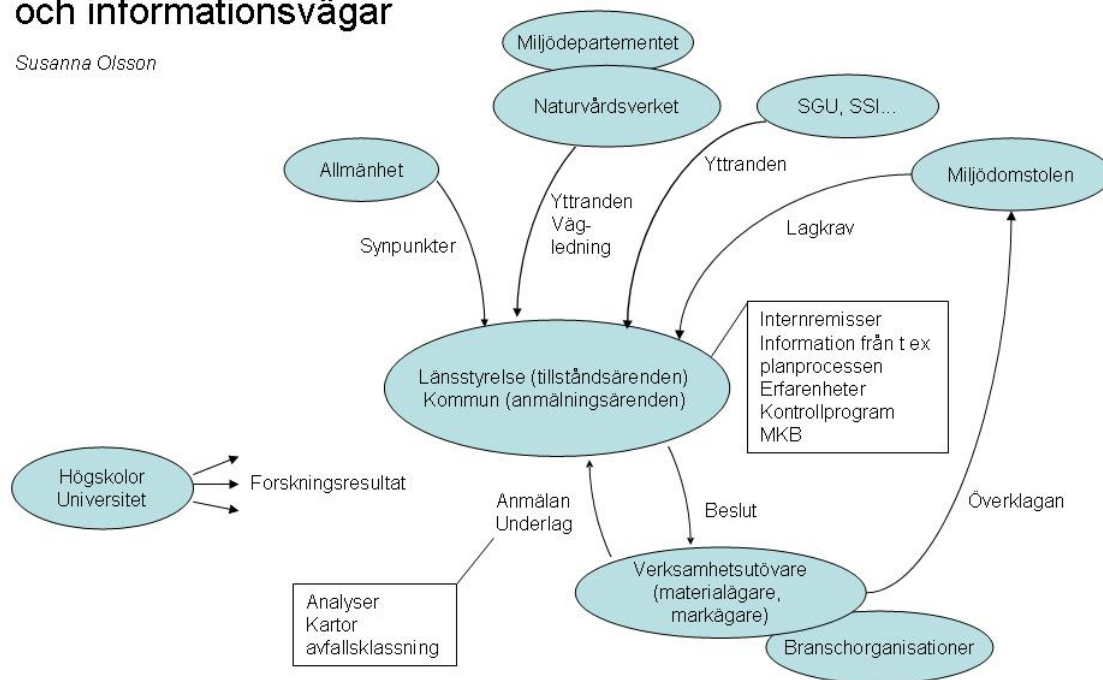 och informationsvägar
Susanna Olsson
Miljödepartementet
Naturvårdsverket
SGU, SSI...
Allmänhet
Yttranden
Miljödomstolen
Yttranden
Väg-
ledning
Synpunkter
Lagkrav
Internremisser
Information från t ex
planprocessen
Erfarenheter
Kontrollprogram
MKB
Länsstyrelse (tillståndsärenden)
Kommun (anmälningsärenden)
Högskolor
Universitet
Forskningsresultat
Anmälan
Underlag
Beslut
Överklagan
Verksamhetsutövare
(materialägare,
markägare)
Analyser
Kartor
avfallsklassning
Branschorganisationer